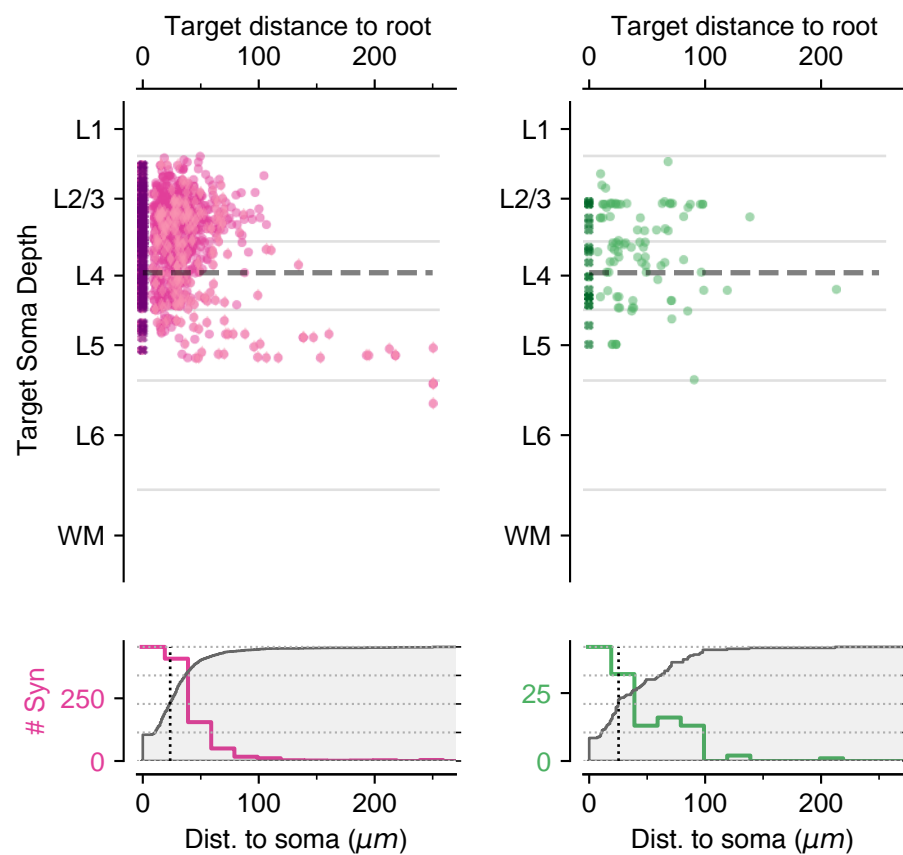 Target distance to root
Target distance to root
0 100 200
0 100 200
Target Soma Depth
L1
L2/3
L4
L5
L6
WM
L1
L2/3
L4
L5
L6
WM
# Syn
250
0
25
0
0 100 200
0 100 200
Dist. to soma (μm)
Dist. to soma (μm)